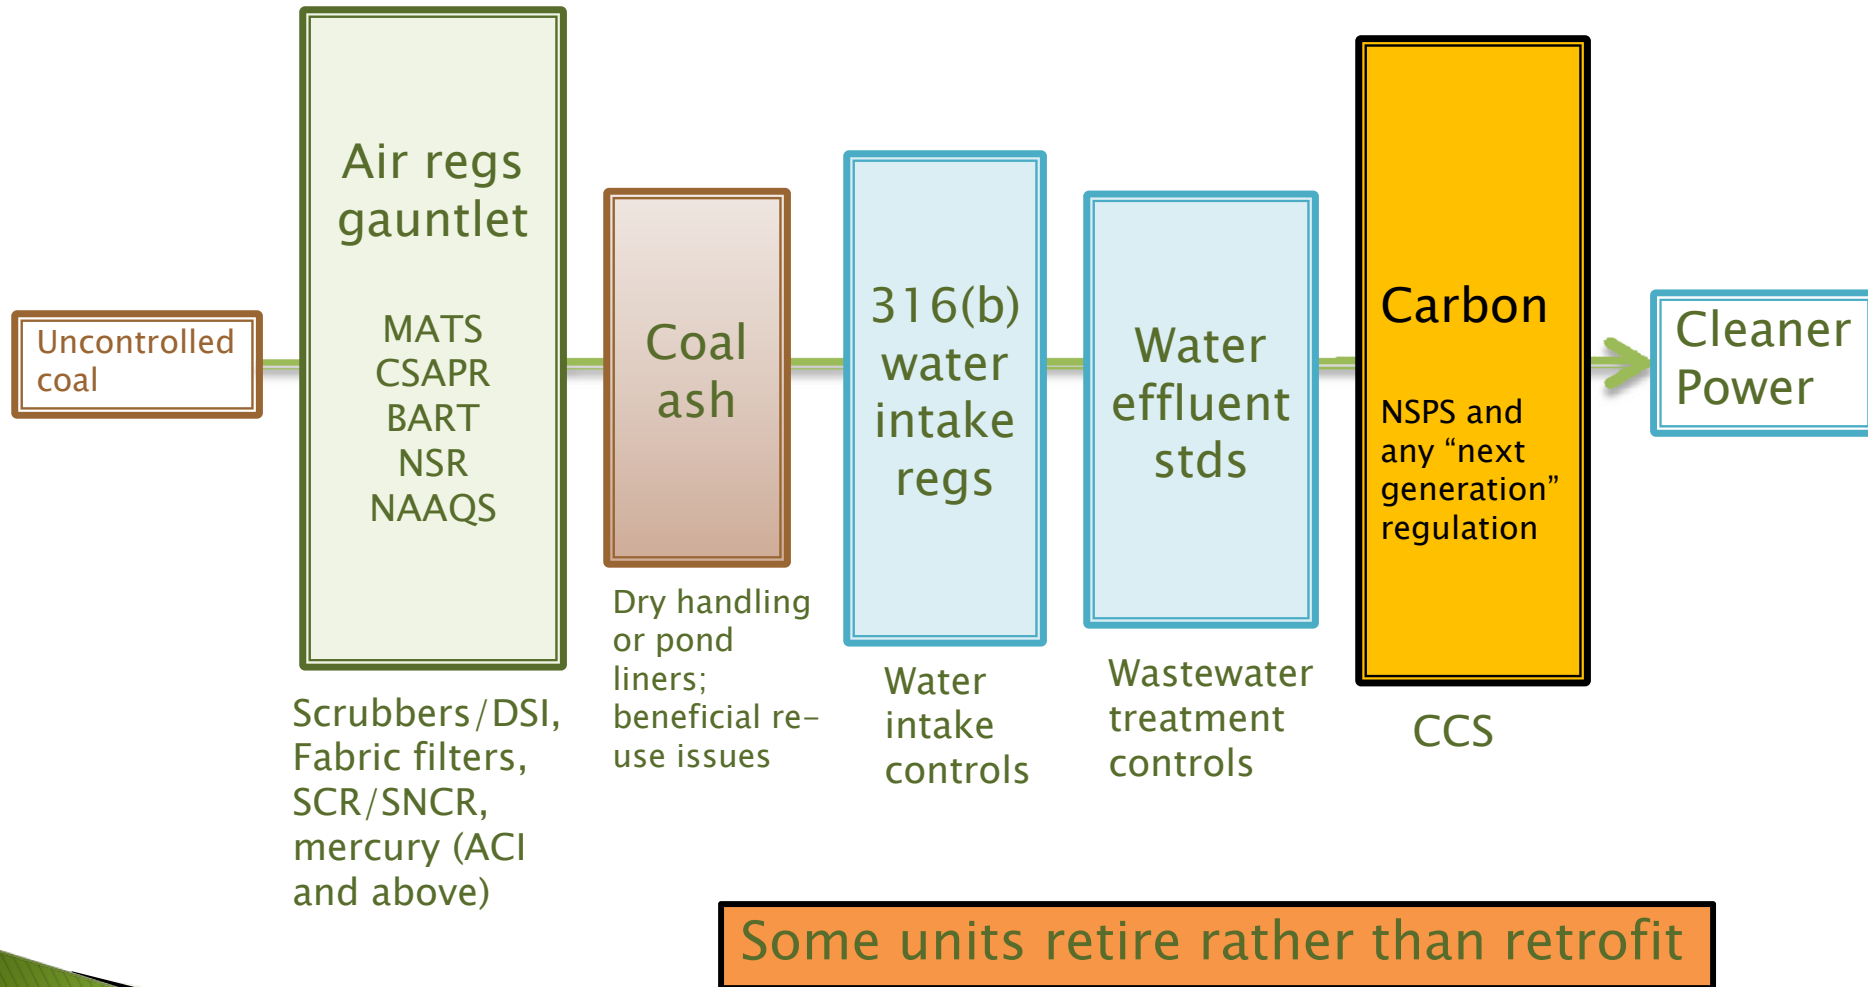 Uncontrolled
coal
Air regs
gauntlet
MATS
CSAPR
BART
NSR
NAAQS
Scrubbers/DSI,
Fabric filters,
SCR/SNCR,
mercury (ACI
and above)
Coal
ash
Dry handling
or pond
liners;
beneficial re-
use issues
316(b)
water
intake
regs
Water
intake
controls
Water
effluent
stds
Wastewater
treatment
controls
Carbon
NSPS and
any “next
generation”
regulation
CCS
Cleaner
Power
Some units retire rather than retrofit